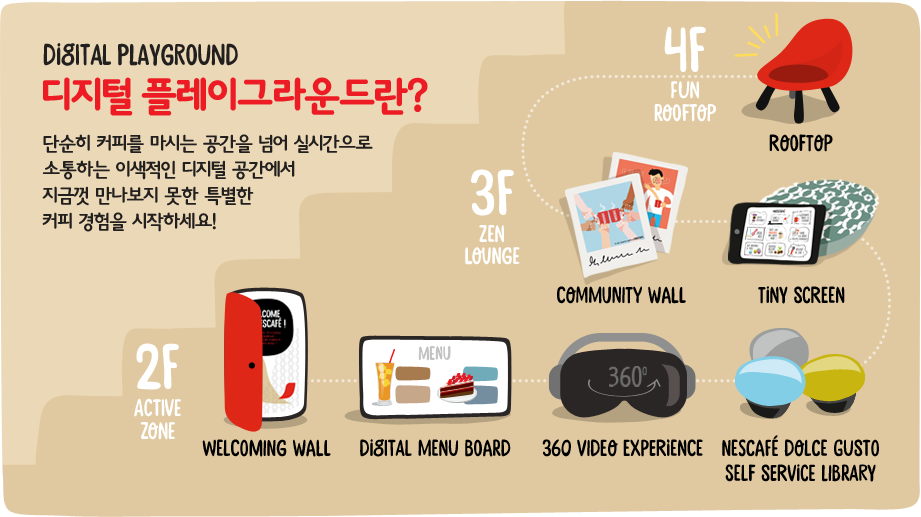 DiGITAL PLAYGROUND
디지털 플레이그라운드란?
단순히 커피를 마시는 공간을 넘어 실시간으로
소통하는 이색적인 디지털 공간에서
지금껏 만나보지 못한 특별한
커피 경험을 시작하세요!
4F
FUN
ROOFTOP
ROOFTOP
3F
ZEN
LOUNGE
COMMUNITY WALL
TiNY SCREEN
2F
ACTIVE
ZONE
WELCOMING WALL
MENU
DiGITAL MENU BOARD
360°
360 VIDEO EXPERIENCE
NESCAFÉ DOLCE GUSTO
SELF SERVICE LIBRARY